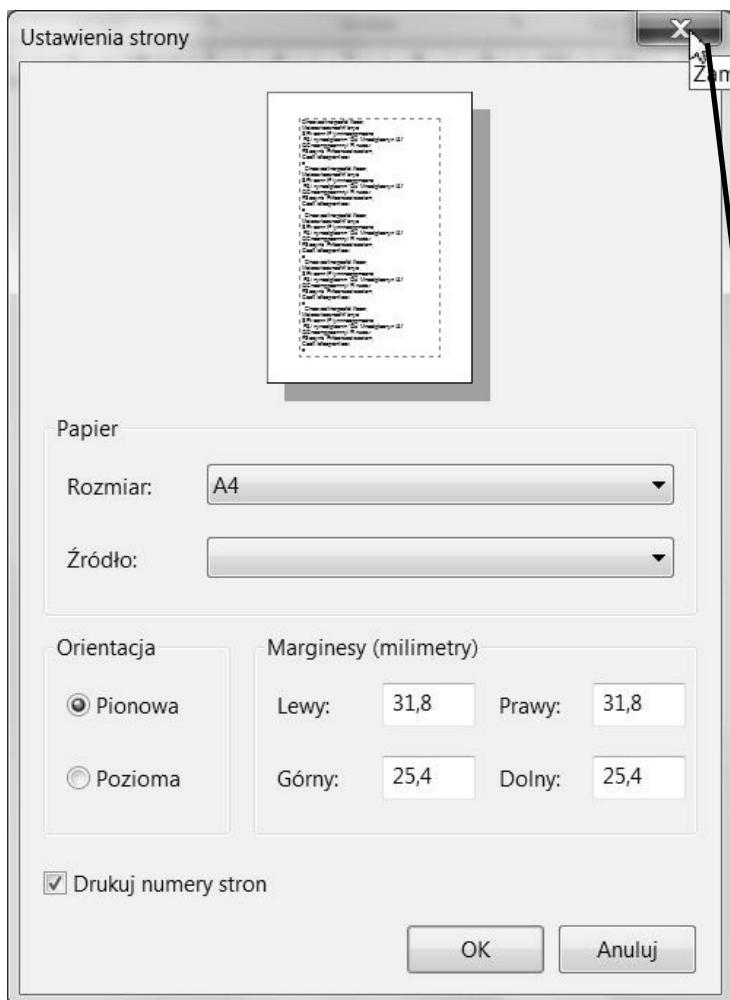 Ustawienia strony
X
Zam
Papier
Rozmiar: A4
Źródło:
Orientacja
Marginesy (milimetry)
Pionowa
Lewy: 31,8 Prawy: 31,8
Pozioma
Górny: 25,4 Dolny: 25,4
Drukuj numery stron
OK Anuluj